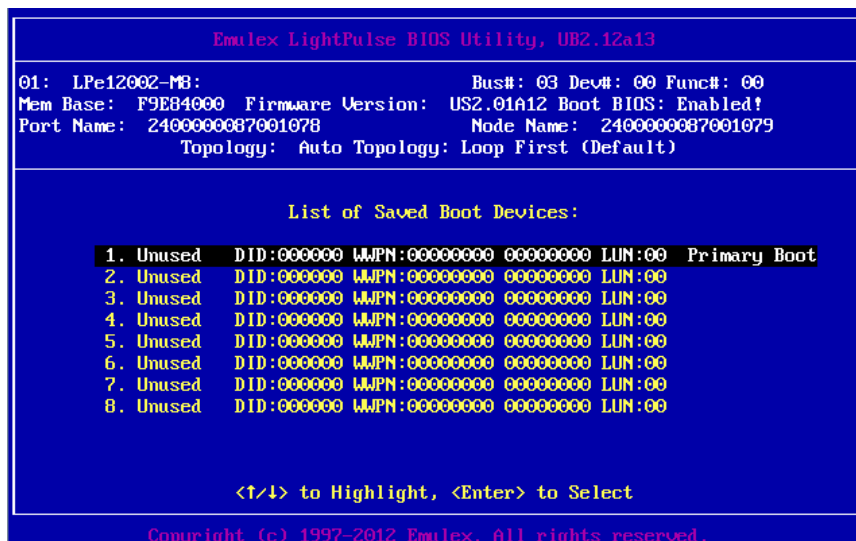 Emulex LightPulse BIOS Utility, UB2.12a13
01: LPe12002-M8: Bus#: 03 Dev#: 00 Func#: 00
Mem Base: F9E84000 Firmware Version: US2.01A12 Boot BIOS: Enabled!
Port Name: 2400000087001078 Node Name: 2400000087001079
Topology: Auto Topology: Loop First (Default)
List of Saved Boot Devices:
1. Unused DID:000000 WWPN:00000000 00000000 LUN:00 Primary Boot
2. Unused DID:000000 WWPN:00000000 00000000 LUN:00
3. Unused DID:000000 WWPN:00000000 00000000 LUN:00
4. Unused DID:000000 WWPN:00000000 00000000 LUN:00
5. Unused DID:000000 WWPN:00000000 00000000 LUN:00
6. Unused DID:000000 WWPN:00000000 00000000 LUN:00
7. Unused DID:000000 WWPN:00000000 00000000 LUN:00
8. Unused DID:000000 WWPN:00000000 00000000 LUN:00
<↑/↓> to Highlight, <Enter> to Select
Copyright (c) 1997-2012 Emulex. All rights reserved.